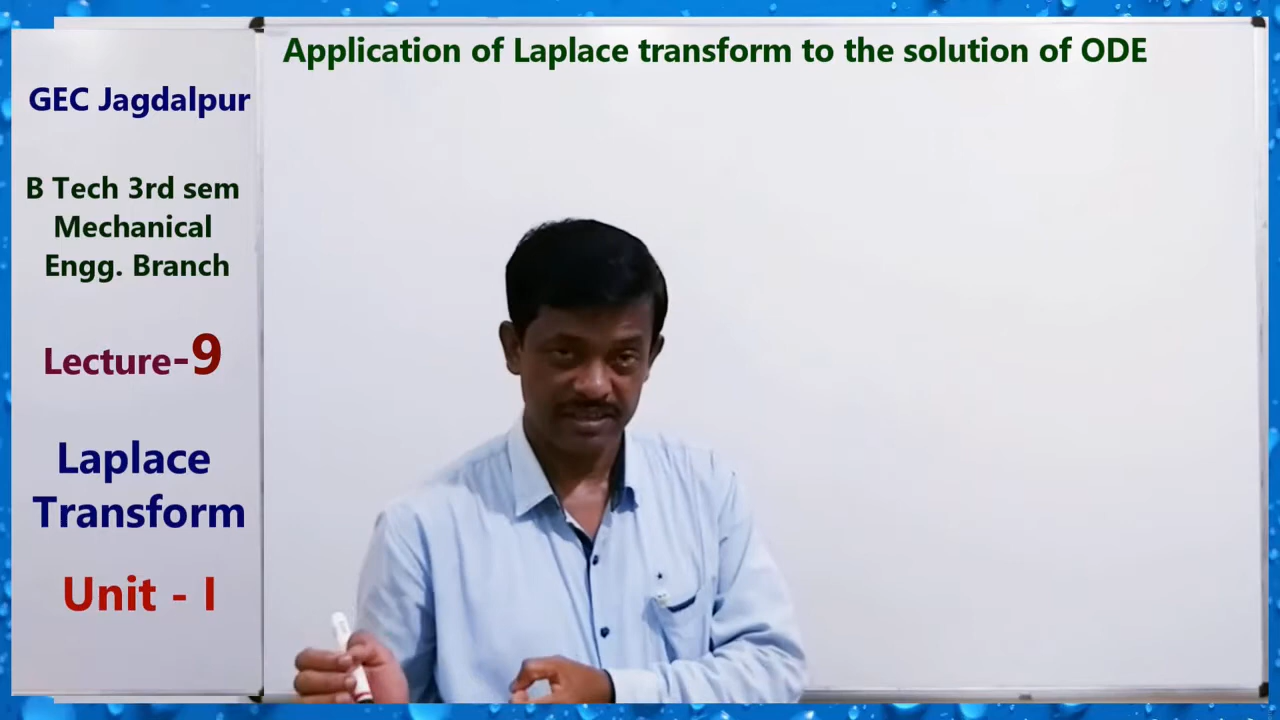 Application of Laplace transform to the solution of ODE
GEC Jagdalpur
B Tech 3rd sem
Mechanical
Engg. Branch
Lecture-9
Laplace
Transform
Unit - I